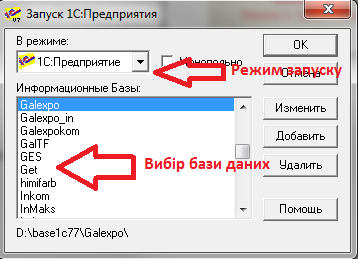 Запуск 1С:Предприятия
В режиме:
1С:Предприятие
Монопольно
Режим запуску
OK
Отмена
Информационные Базы:
Galexpo
Galexpo_in
Galexpokom
GalTF
GES
Get
himifarb
Inkom
InMaks
Вибір бази даних
Изменить
Добавить
Удалить
Помощь
D:\base1c77\Galexpo\